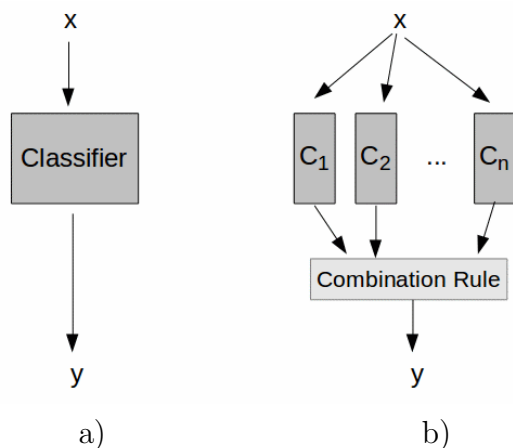 x
Classifier
y
a)
x
C1 C2 ... Cn
Combination Rule
y
b)